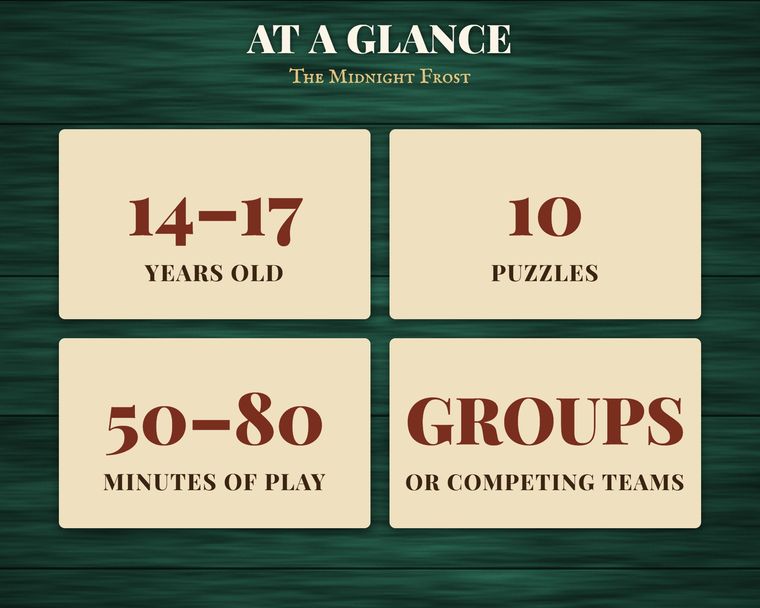 AT A GLANCE
The Midnight Frost
14–17
YEARS OLD
10
PUZZLES
50–80
MINUTES OF PLAY
GROUPS
OR COMPETING TEAMS